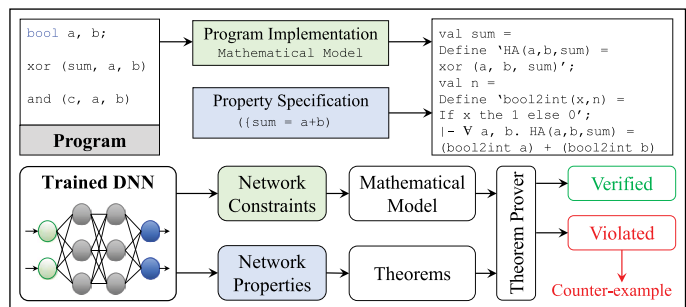 bool a, b;
xor (sum, a, b)
and (c, a, b)
Program
Program Implementation
Mathematical Model
Property Specification
({sum = a+b)
val sum =
Define ‘HA(a,b,sum) =
xor (a, b, sum)’;
val n =
Define ‘bool2int(x,n) =
If x the 1 else 0’;
|- ∀ a, b. HA(a,b,sum) =
(bool2int a) + (bool2int b)
Trained DNN
Network
Constraints
Mathematical
Model
Network
Properties
Theorems
Theorem Prover
Verified
Violated
Counter-example